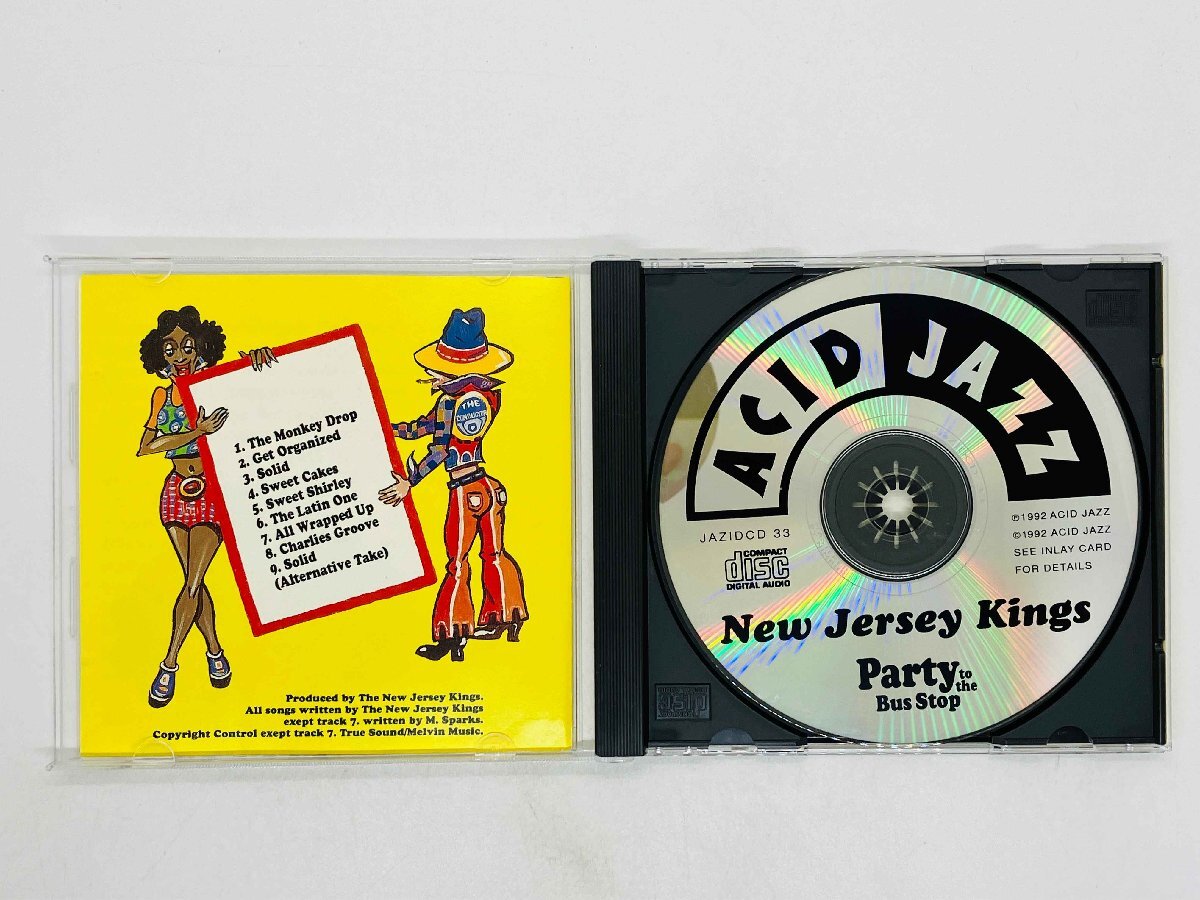 1. The Monkey Drop
2. Get Organized
3. Solid
4. Sweet Cakes
5. Sweet Shirley
6. The Latin One
7. All Wrapped Up
8. Charlies Groove
9. Solid
(Alternative Take)
THE
CONDUCTOR
Produced by The New Jersey Kings.
All songs written by The New Jersey Kings
exept track 7. written by M. Sparks.
Copyright Control exept track 7. True Sound/Melvin Music.
ACID JAZZ
JAZIDCD 33
COMPACT
disc
DIGITAL AUDIO
℗1992 ACID JAZZ
©1992 ACID JAZZ
SEE INLAY CARD
FOR DETAILS
New Jersey Kings
Party to the
Bus Stop